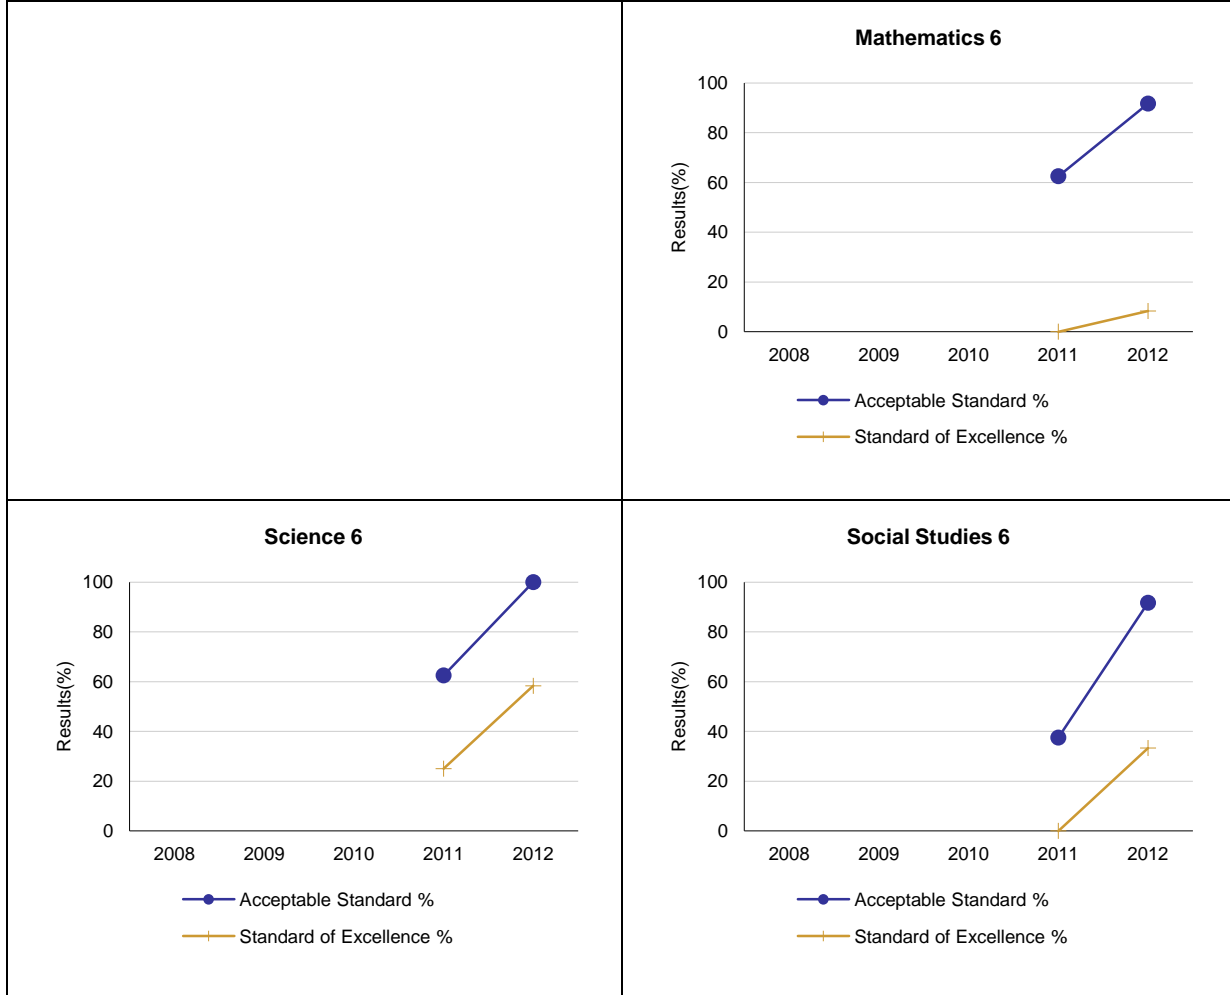 Mathematics 6
100
80
60
40
20
0
Results(%)
2008 2009 2010 2011 2012
Acceptable Standard %
Standard of Excellence %
Science 6
100
80
60
40
20
0
Results(%)
2008 2009 2010 2011 2012
Acceptable Standard %
Standard of Excellence %
Social Studies 6
100
80
60
40
20
0
Results(%)
2008 2009 2010 2011 2012
Acceptable Standard %
Standard of Excellence %